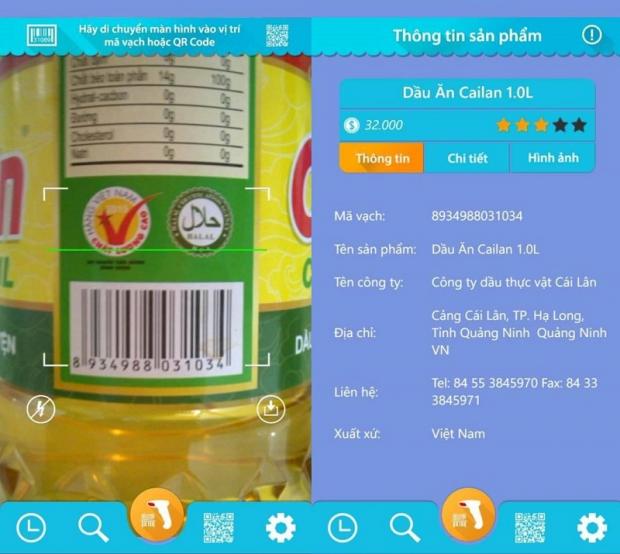 Hãy di chuyển màn hình vào vị trí
mã vạch hoặc QR Code
Chất béo toàn phần 14g 100g
Hydrat-cacbon 0g 0g
Đường 0g 0g
Cholesterol 0g 0g
Natri 0g 0g
HÀNG VIỆT NAM
CHẤT LƯỢNG CAO
حلال
HALAL
8 934988 031034
Thông tin sản phẩm
Dầu Ăn Cailan 1.0L
32.000
Thông tin Chi tiết Hình ảnh
Mã vạch: 8934988031034
Tên sản phẩm: Dầu Ăn Cailan 1.0L
Tên công ty: Công ty dầu thực vật Cái Lân
Địa chỉ: Cảng Cái Lân, TP. Hạ Long,
Tỉnh Quảng Ninh Quảng Ninh
VN
Liên hệ: Tel: 84 55 3845970 Fax: 84 33
3845971
Xuất xứ: Việt Nam